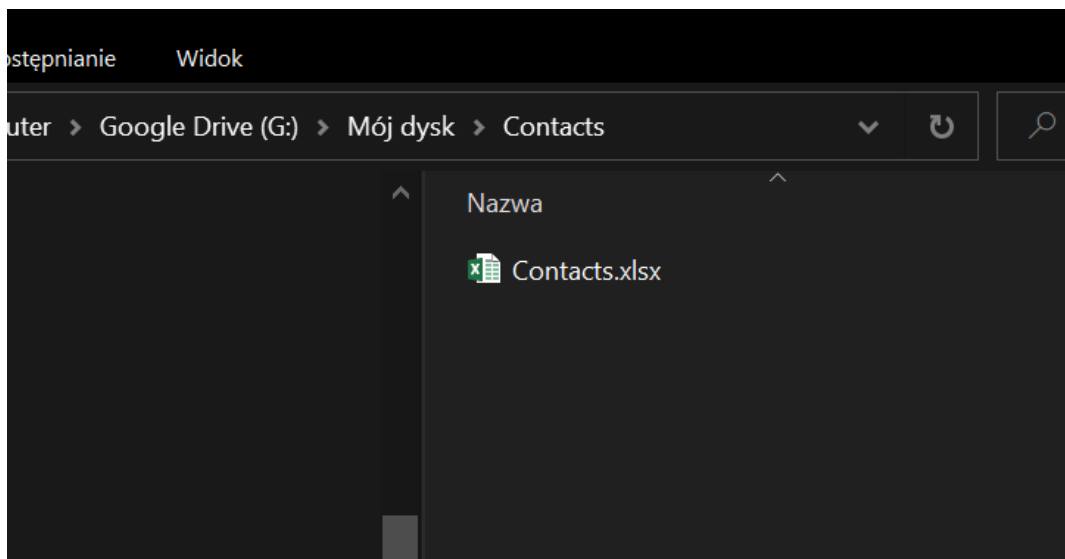 ostępnianie Widok
uter > Google Drive (G:) > Mój dysk > Contacts
Nazwa
Contacts.xlsx